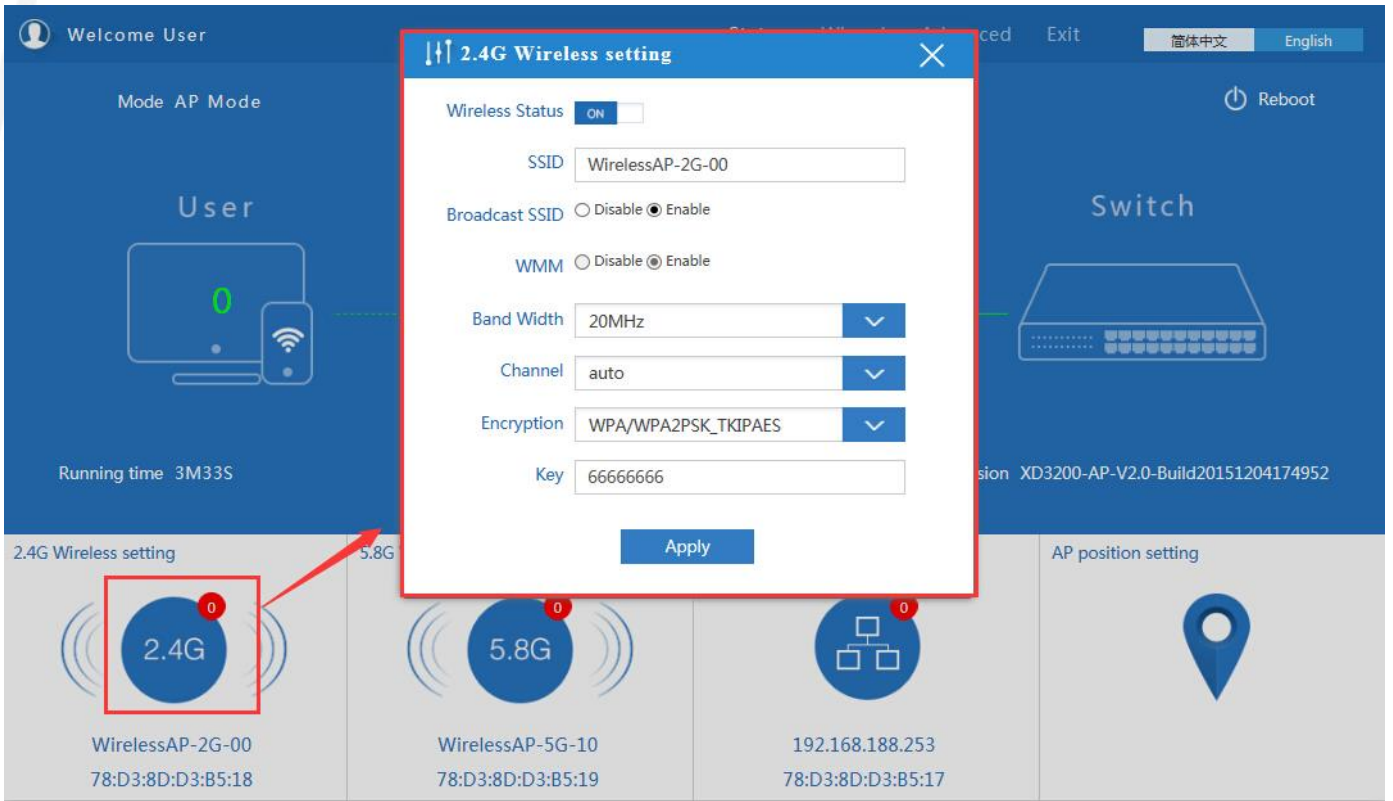 Welcome User
Exit
简体中文
English
Mode AP Mode
Reboot
2.4G Wireless setting
Wireless Status ON
SSID WirelessAP-2G-00
Broadcast SSID Disable Enable
WMM Disable Enable
Band Width 20MHz
Channel auto
Encryption WPA/WPA2PSK_TKIPAES
Key 66666666
Apply
User
0
Switch
Running time 3M33S
XD3200-AP-V2.0-Build20151204174952
2.4G Wireless setting
5.8G
AP position setting
0
2.4G
0
5.8G
0
WirelessAP-2G-00
78:D3:8D:D3:B5:18
WirelessAP-5G-10
78:D3:8D:D3:B5:19
192.168.188.253
78:D3:8D:D3:B5:17